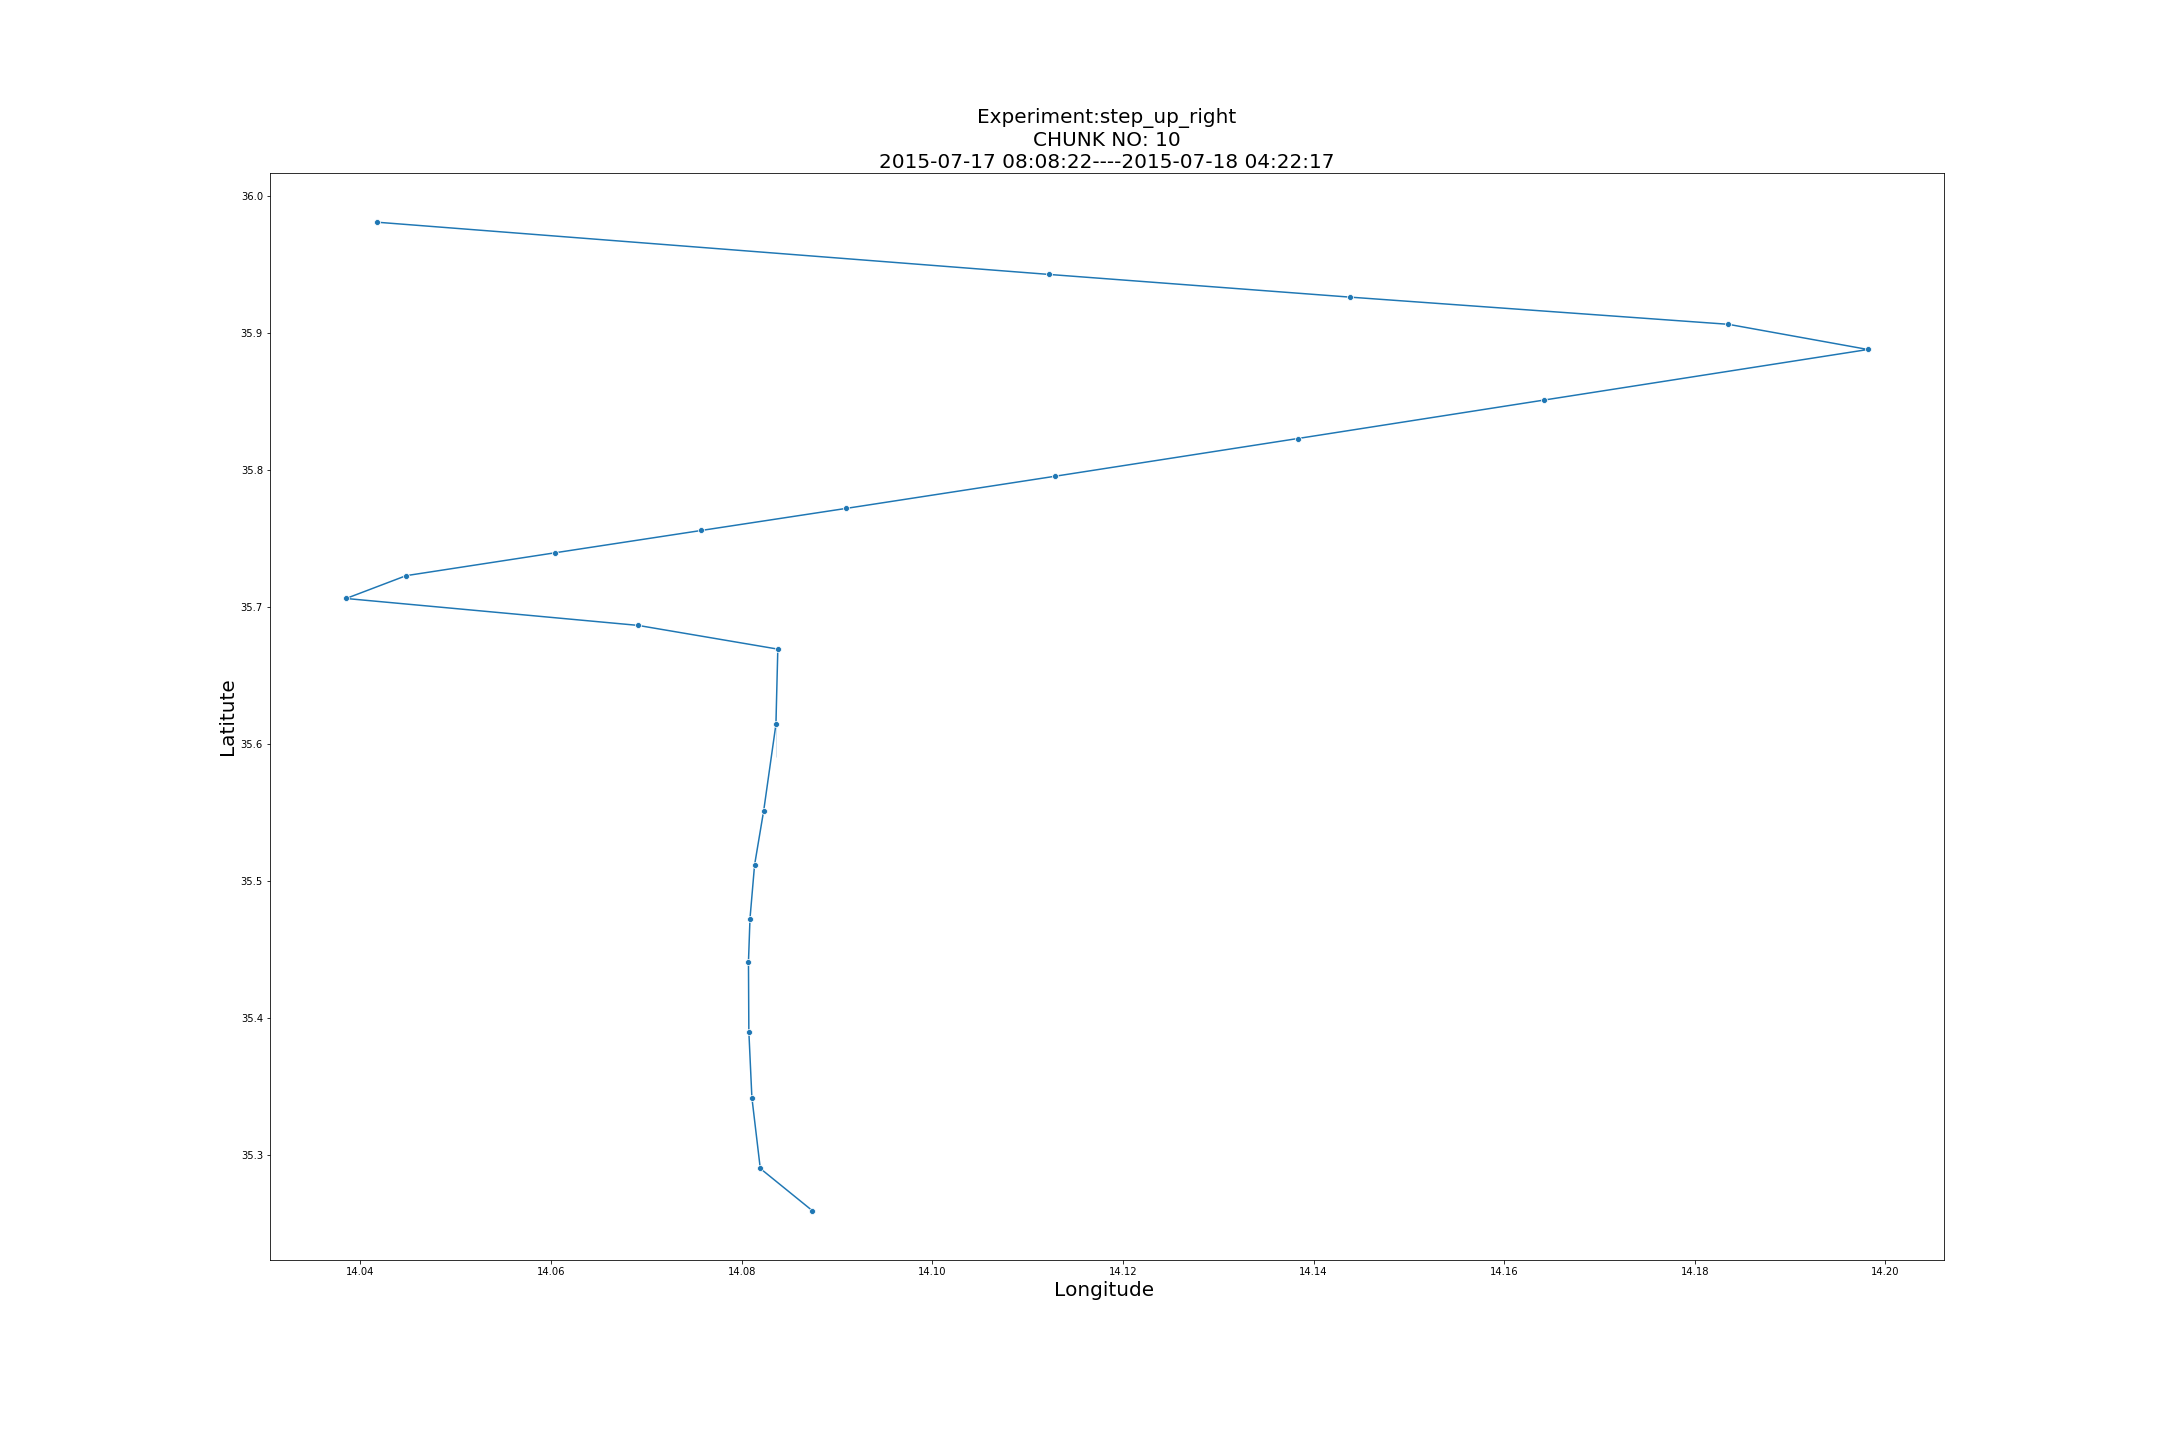 Experiment:step_up_right
CHUNK NO: 10
2015-07-17 08:08:22----2015-07-18 04:22:17
36.0
35.9
35.8
35.7
35.6
35.5
35.4
35.3
Latitute
14.04 14.06 14.08 14.10 14.12 14.14 14.16 14.18 14.20
Longitude